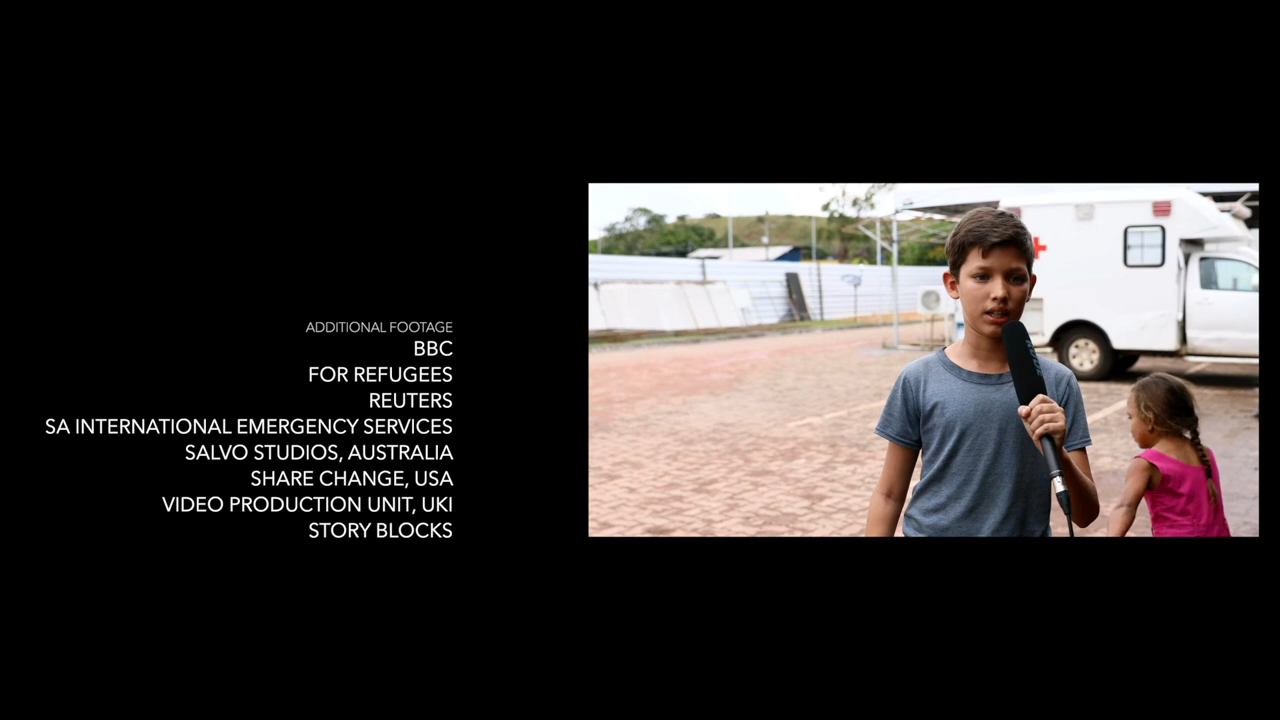 ADDITIONAL FOOTAGE
BBC
FOR REFUGEES
REUTERS
SA INTERNATIONAL EMERGENCY SERVICES
SALVO STUDIOS, AUSTRALIA
SHARE CHANGE, USA
VIDEO PRODUCTION UNIT, UKI
STORY BLOCKS